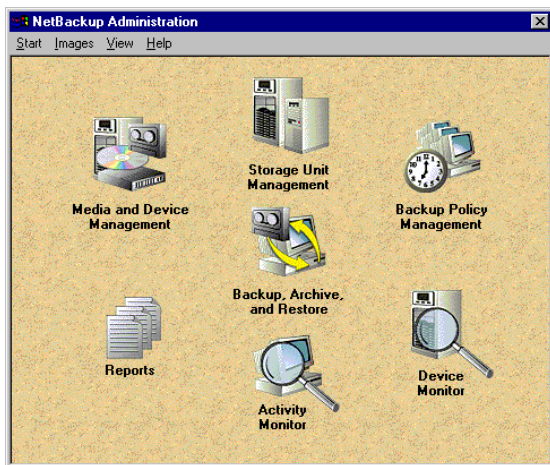 NetBackup Administration
Start Images View Help
Storage Unit
Management
Media and Device
Management
Backup Policy
Management
Backup, Archive,
and Restore
Reports
Activity
Monitor
Device
Monitor